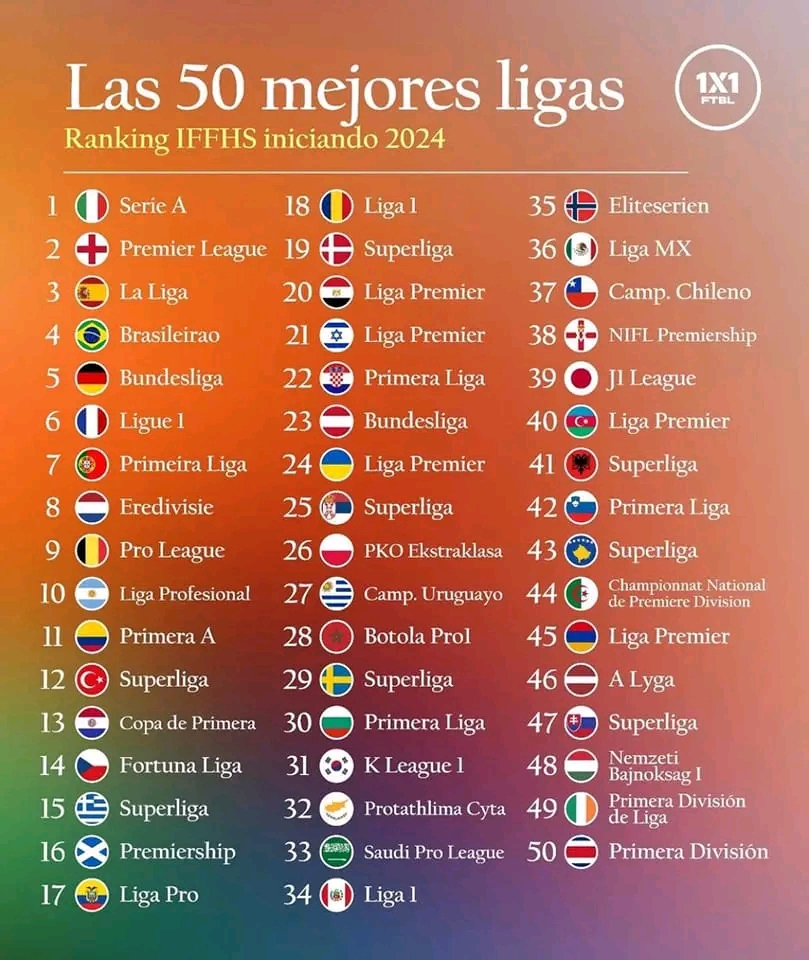 Las 50 mejores ligas
1X1
FTBL
Ranking IFFHS iniciando 2024
1 Serie A
2 Premier League
3 La Liga
4 Brasileirao
5 Bundesliga
6 Ligue 1
7 Primeira Liga
8 Eredivisie
9 Pro League
10 Liga Profesional
11 Primera A
12 Superliga
13 Copa de Primera
14 Fortuna Liga
15 Superliga
16 Premiership
17 Liga Pro
18 Liga 1
19 Superliga
20 Liga Premier
21 Liga Premier
22 Primera Liga
23 Bundesliga
24 Liga Premier
25 Superliga
26 PKO Ekstraklasa
27 Camp. Uruguayo
28 Botola Pro1
29 Superliga
30 Primera Liga
31 K League 1
32 Protathlima Cyta
33 Saudi Pro League
34 Liga 1
35 Eliteserien
36 Liga MX
37 Camp. Chileno
38 NIFL Premiership
39 J1 League
40 Liga Premier
41 Superliga
42 Primera Liga
43 Superliga
44 Championnat National
de Premiere Division
45 Liga Premier
46 A Lyga
47 Superliga
48 Nemzeti
Bajnoksag I
49 Primera División
de Liga
50 Primera División